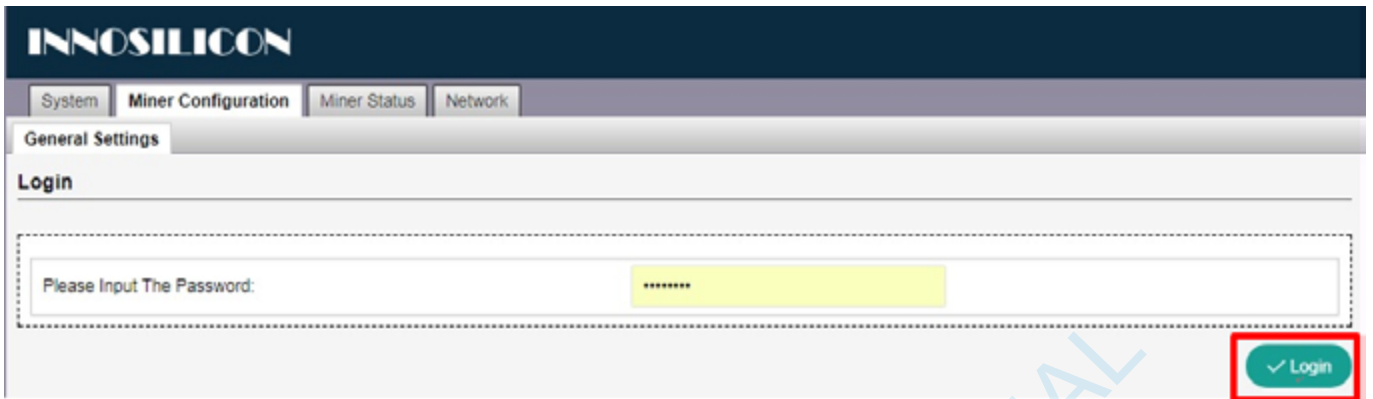 INNOSILICON
System Miner Configuration Miner Status Network
General Settings
Login
Please Input The Password: ••••••••
Login